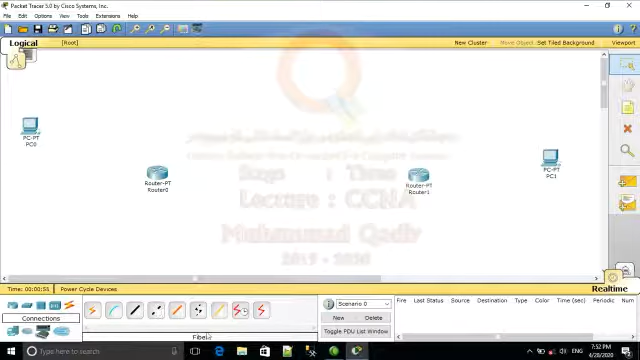 Packet Tracer 5.0 by Cisco Systems, Inc.
File Edit Options View Tools Extensions Help
Logical [Root] New Cluster Move Object Set Tiled Background Viewport
PC-PT
PC0
Router-PT
Router0
Router-PT
Router1
PC-PT
PC1
Stage : Three
Lecture : CCNA
Muhammad Qadir
2019 - 2020
Time: 00:00:55 Power Cycle Devices Realtime
Connections
Fiber
Scenario 0
New Delete
Toggle PDU List Window
Fire Last Status Source Destination Type Color Time (sec) Periodic Num
Type here to search
7:52 PM
4/28/2020